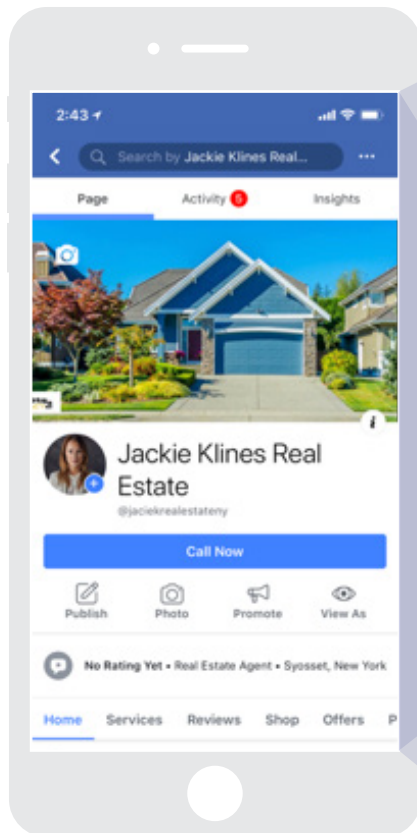 2:43
Search by Jackie Klines Real...
Page Activity 5 Insights
i
Jackie Klines Real
Estate
@jaciekrealestateny
Call Now
Publish Photo Promote View As
No Rating Yet • Real Estate Agent • Syosset, New York
Home Services Reviews Shop Offers P